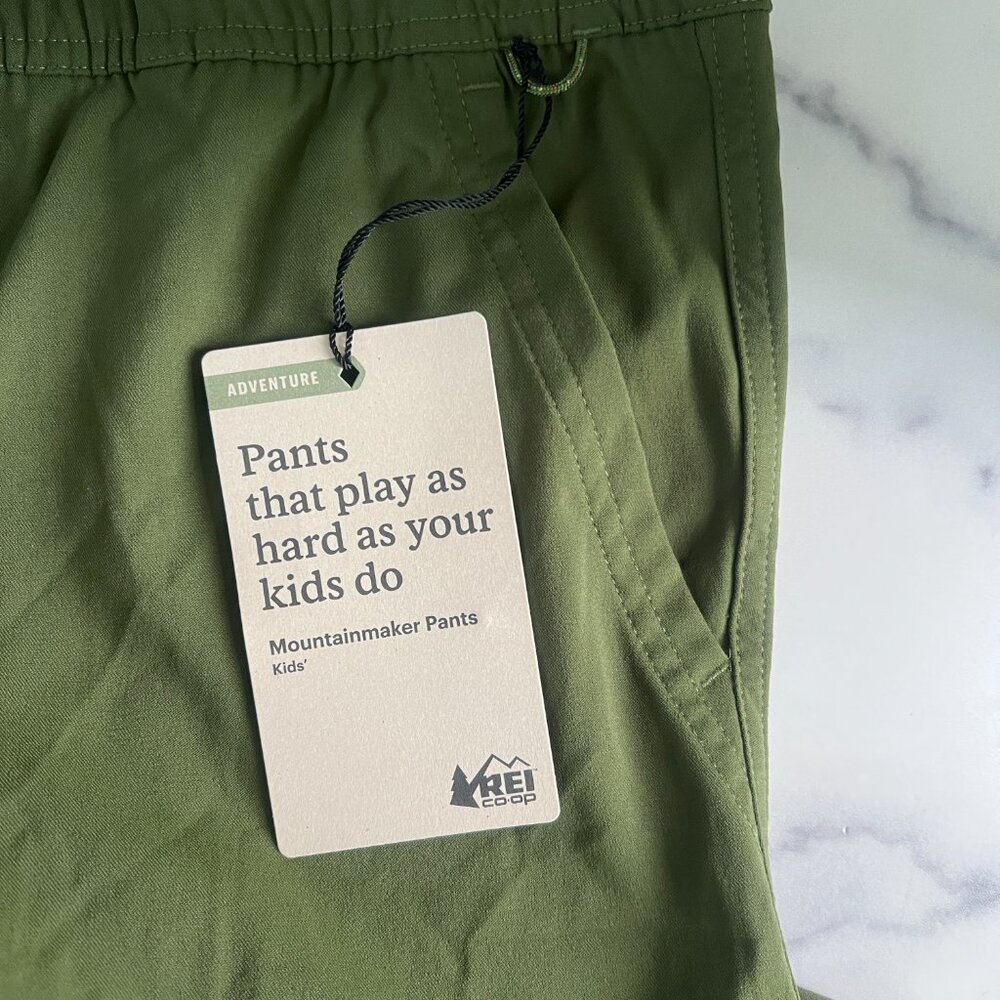 ADVENTURE
Pants
that play as
hard as your
kids do
Mountainmaker Pants
Kids'
REI
co·op